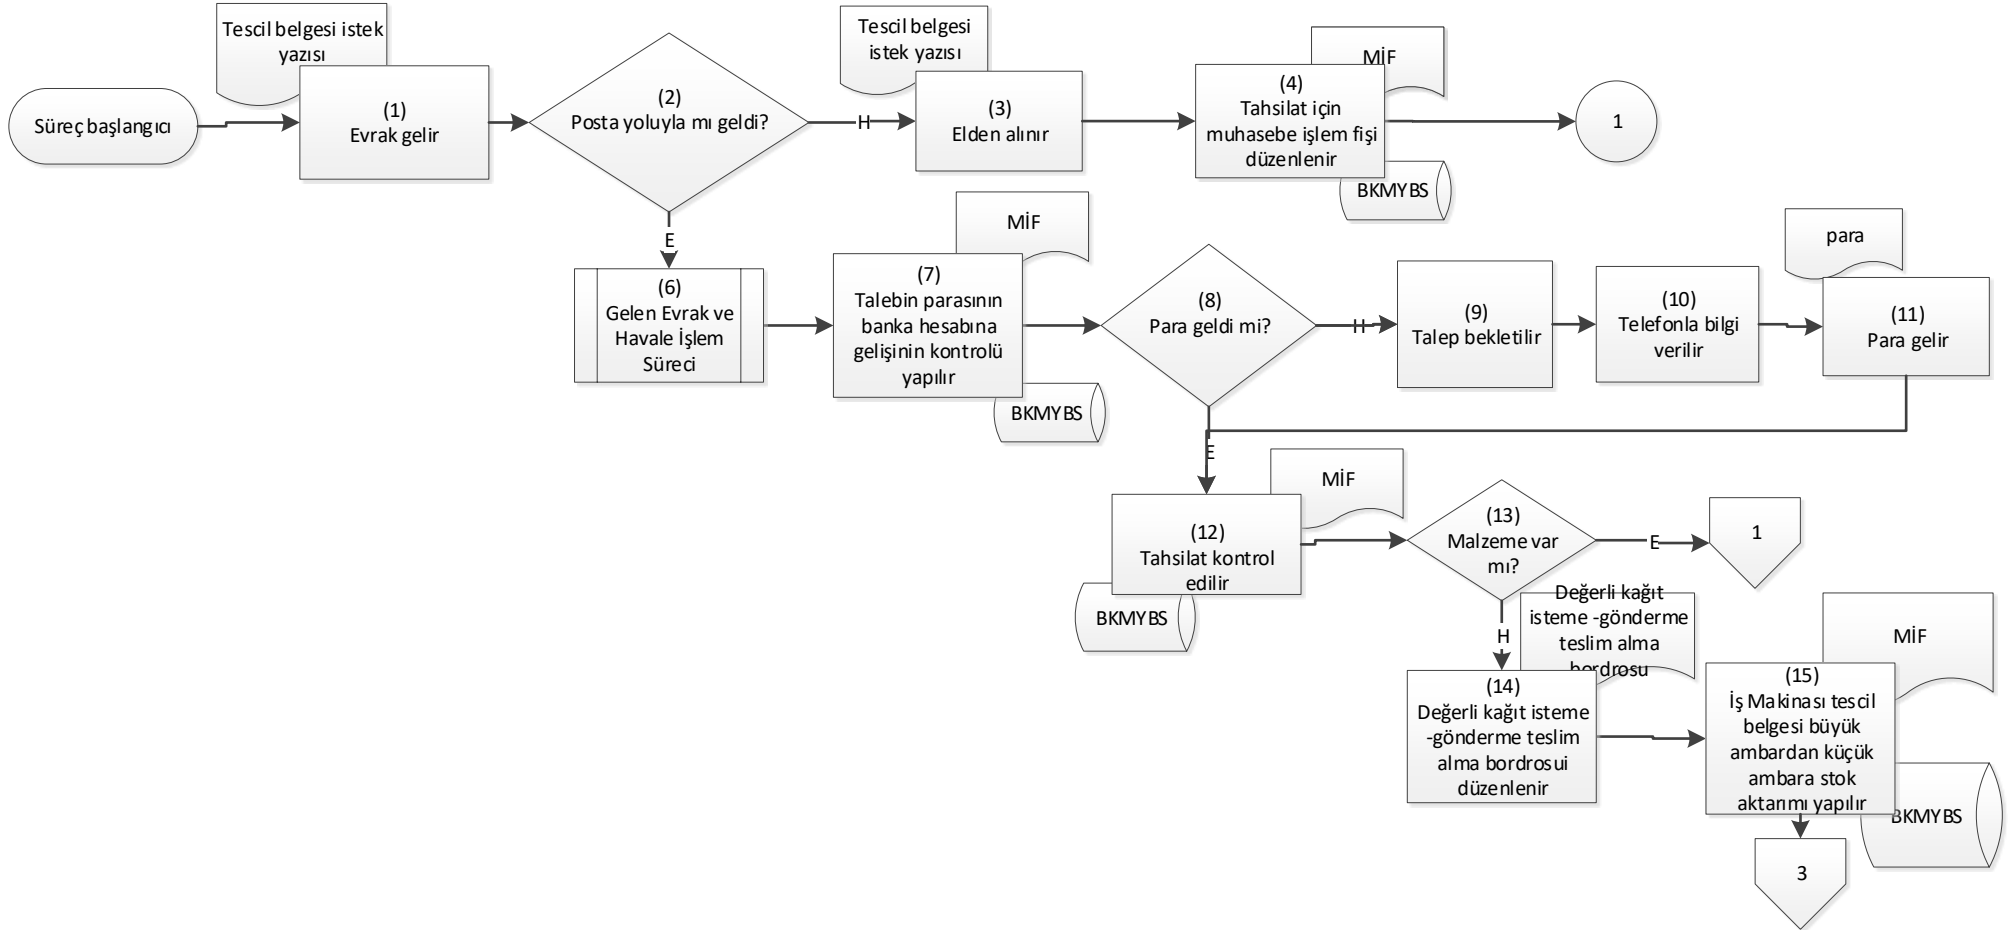 Tescil belgesi istek
yazısı
Süreç başlangıcı
(1)
Evrak gelir
(2)
Posta yoluyla mı geldi?
H
E
Tescil belgesi
istek yazısı
(3)
Elden alınır
MİF
(4)
Tahsilat için
muhasebe işlem fişi
düzenlenir
BKMYBS
1
(6)
Gelen Evrak ve
Havale İşlem
Süreci
MİF
(7)
Talebin parasının
banka hesabına
gelişinin kontrolü
yapılır
BKMYBS
(8)
Para geldi mi?
H
E
(9)
Talep bekletilir
(10)
Telefonla bilgi
verilir
para
(11)
Para gelir
MİF
(12)
Tahsilat kontrol
edilir
BKMYBS
(13)
Malzeme var
mı?
E
1
H
Değerli kağıt
isteme -gönderme
teslim alma
bordrosu
(14)
Değerli kağıt isteme
-gönderme teslim
alma bordrosui
düzenlenir
MİF
(15)
İş Makinası tescil
belgesi büyük
ambardan küçük
ambara stok
aktarımı yapılır
BKMYBS
3